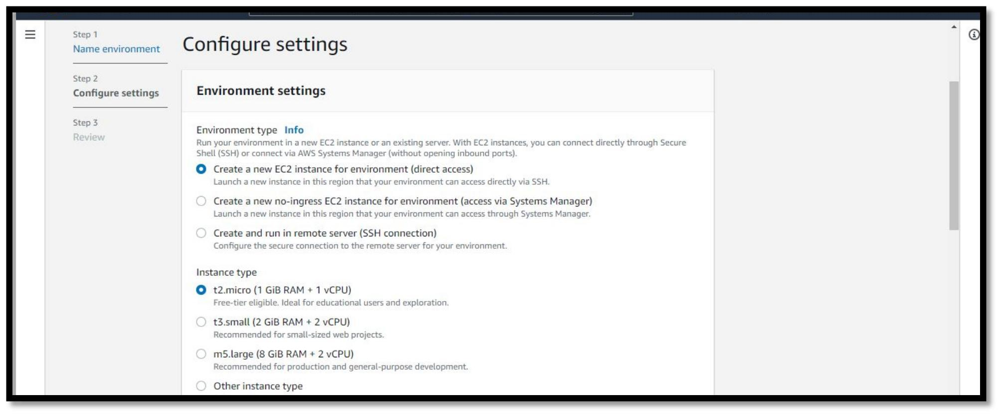 Step 1
Name environment
Step 2
Configure settings
Step 3
Review
Configure settings
Environment settings
Environment type Info
Run your environment in a new EC2 instance or an existing server. With EC2 instances, you can connect directly through Secure
Shell (SSH) or connect via AWS Systems Manager (without opening inbound ports).
Create a new EC2 instance for environment (direct access)
Launch a new instance in this region that your environment can access directly via SSH.
Create a new no-ingress EC2 instance for environment (access via Systems Manager)
Launch a new instance in this region that your environment can access through Systems Manager.
Create and run in remote server (SSH connection)
Configure the secure connection to the remote server for your environment.
Instance type
t2.micro (1 GiB RAM + 1 vCPU)
Free-tier eligible. Ideal for educational users and exploration.
t3.small (2 GiB RAM + 2 vCPU)
Recommended for small-sized web projects.
m5.large (8 GiB RAM + 2 vCPU)
Recommended for production and general-purpose development.
Other instance type